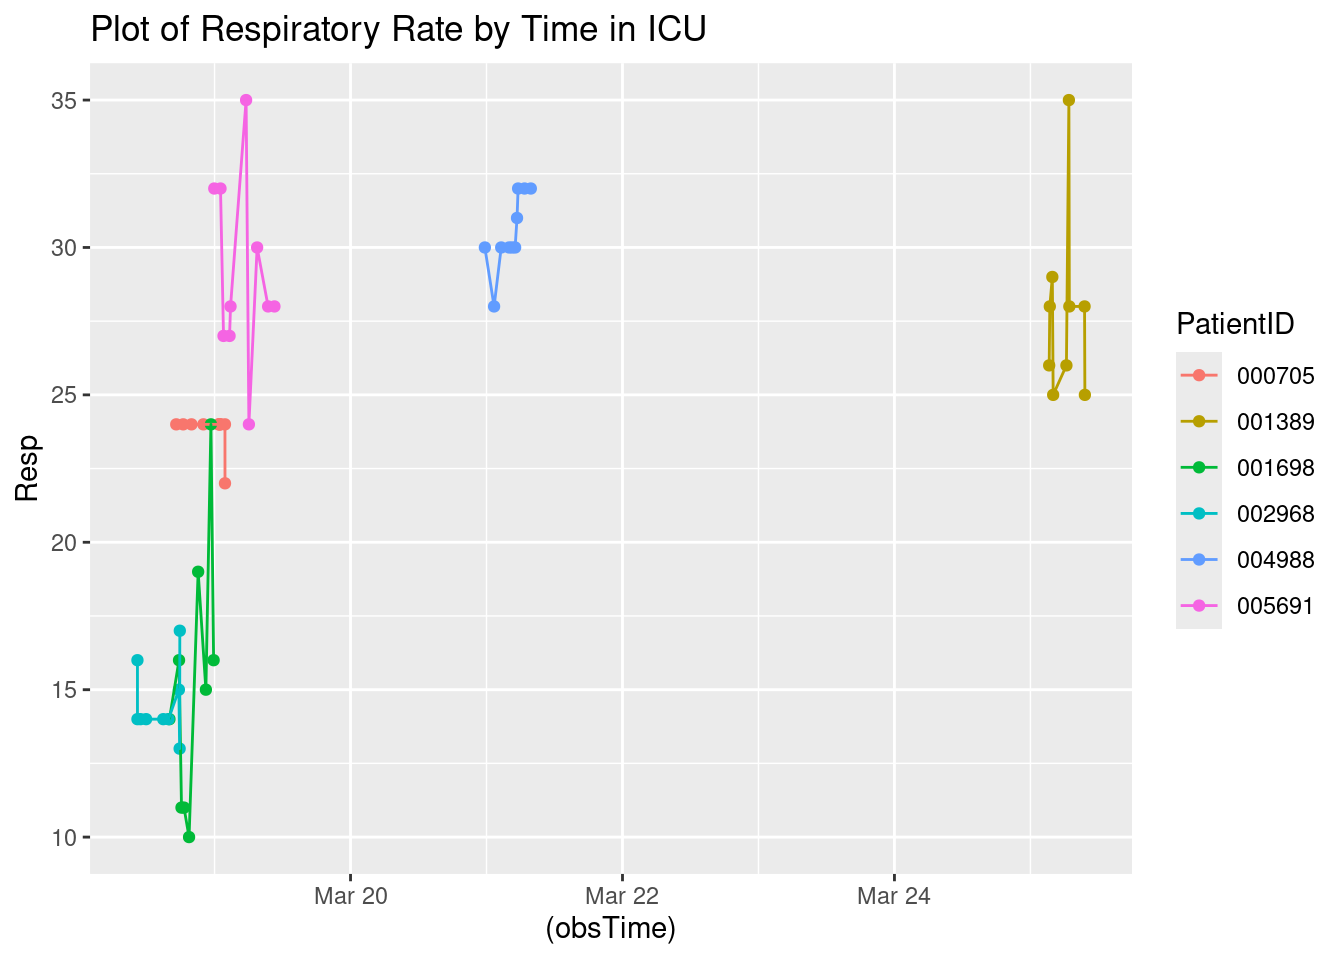 Plot of Respiratory Rate by Time in ICU
35
30
25
20
15
10
Resp
Mar 20
Mar 22
Mar 24
(obsTime)
PatientID
000705
001389
001698
002968
004988
005691